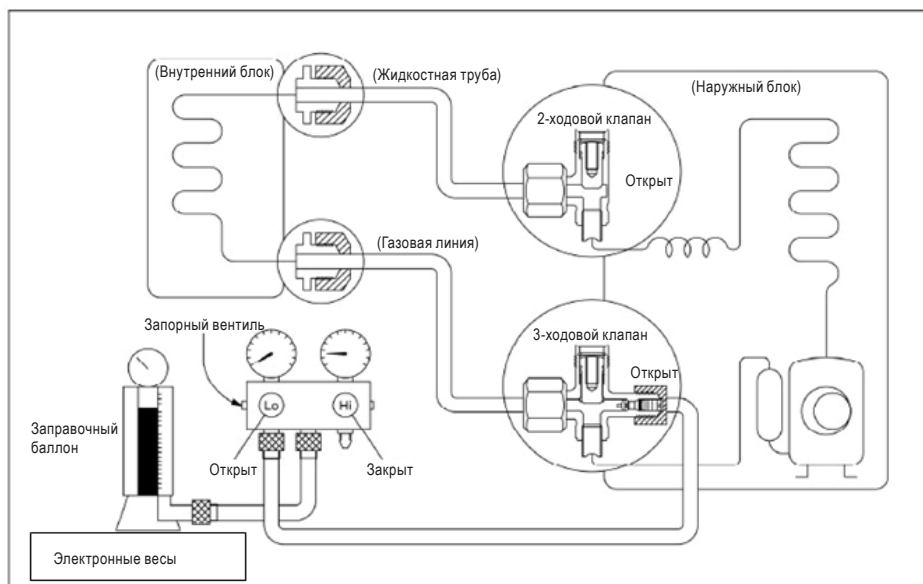 (Внутренний блок)
(Жидкостная труба)
(Наружный блок)
2-ходовой клапан
Открыт
(Газовая линия)
Запорный вентиль
3-ходовой клапан
Открыт
Lo
Hi
Заправочный
баллон
Открыт
Закрыт
Электронные весы